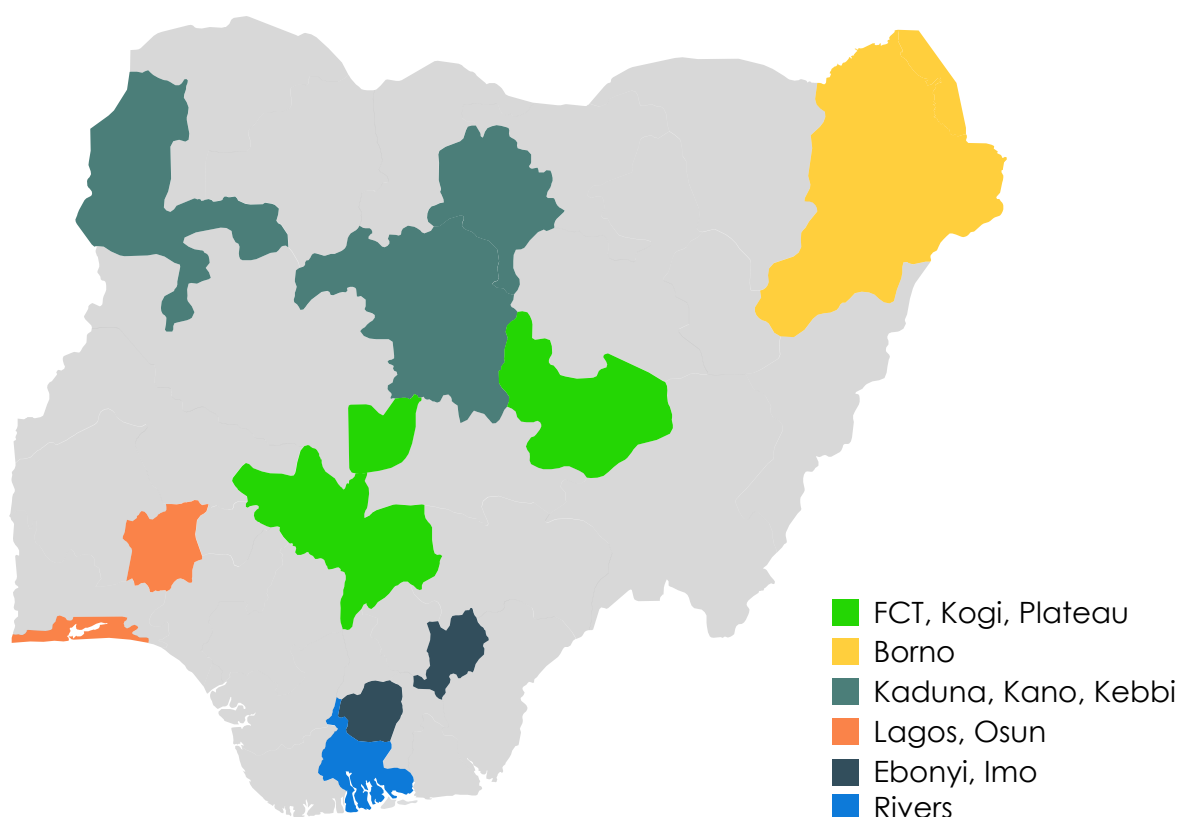 FCT, Kogi, Plateau
Borno
Kaduna, Kano, Kebbi
Lagos, Osun
Ebonyi, Imo
Rivers